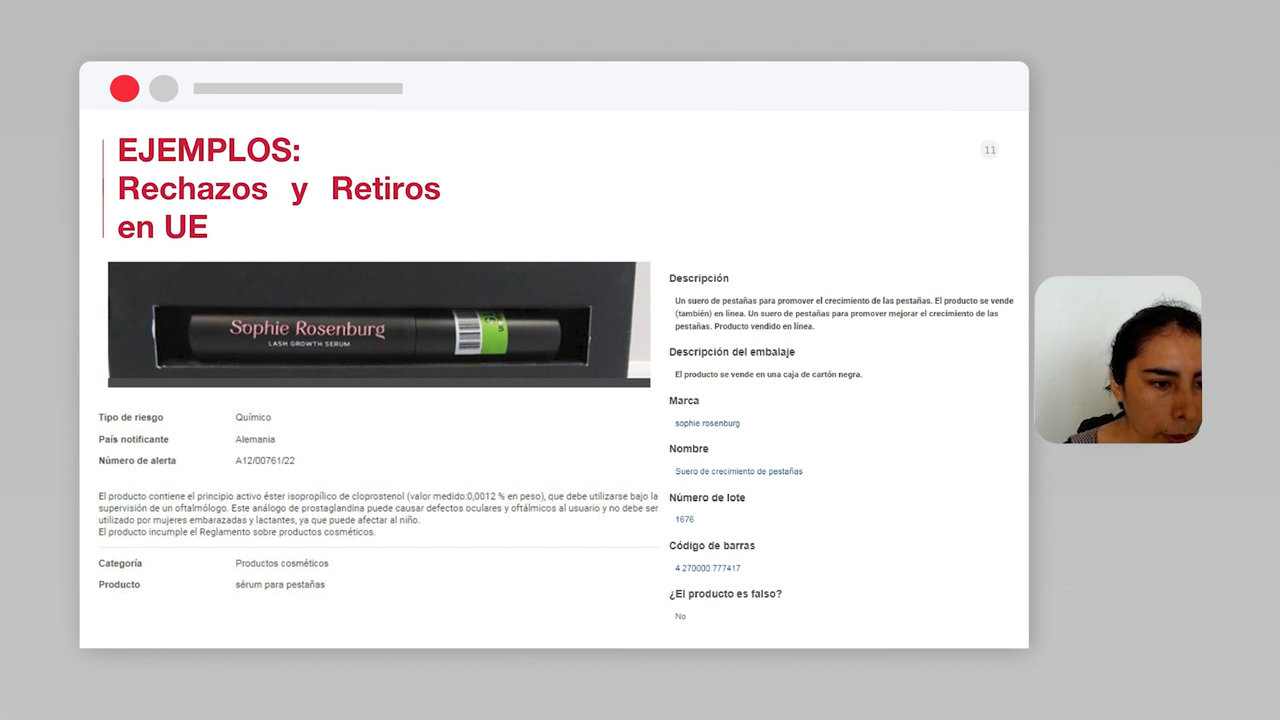 EJEMPLOS:
Rechazos y Retiros
en UE
11
Sophie Rosenburg
LASH GROWTH SERUM
Tipo de riesgo Químico
País notificante Alemania
Número de alerta A12/00761/22
El producto contiene el principio activo éster isopropílico de cloprostenol (valor medido:0,0012 % en peso), que debe utilizarse bajo la
supervisión de un oftalmólogo. Este análogo de prostaglandina puede causar defectos oculares y oftálmicos al usuario y no debe ser
utilizado por mujeres embarazadas y lactantes, ya que puede afectar al niño.
El producto incumple el Reglamento sobre productos cosméticos.
Categoría Productos cosméticos
Producto sérum para pestañas
Descripción
Un suero de pestañas para promover el crecimiento de las pestañas. El producto se vende
(también) en línea. Un suero de pestañas para promover mejorar el crecimiento de las
pestañas. Producto vendido en línea.
Descripción del embalaje
El producto se vende en una caja de cartón negra.
Marca
sophie rosenburg
Nombre
Suero de crecimiento de pestañas
Número de lote
1676
Código de barras
4 270000 777417
¿El producto es falso?
No